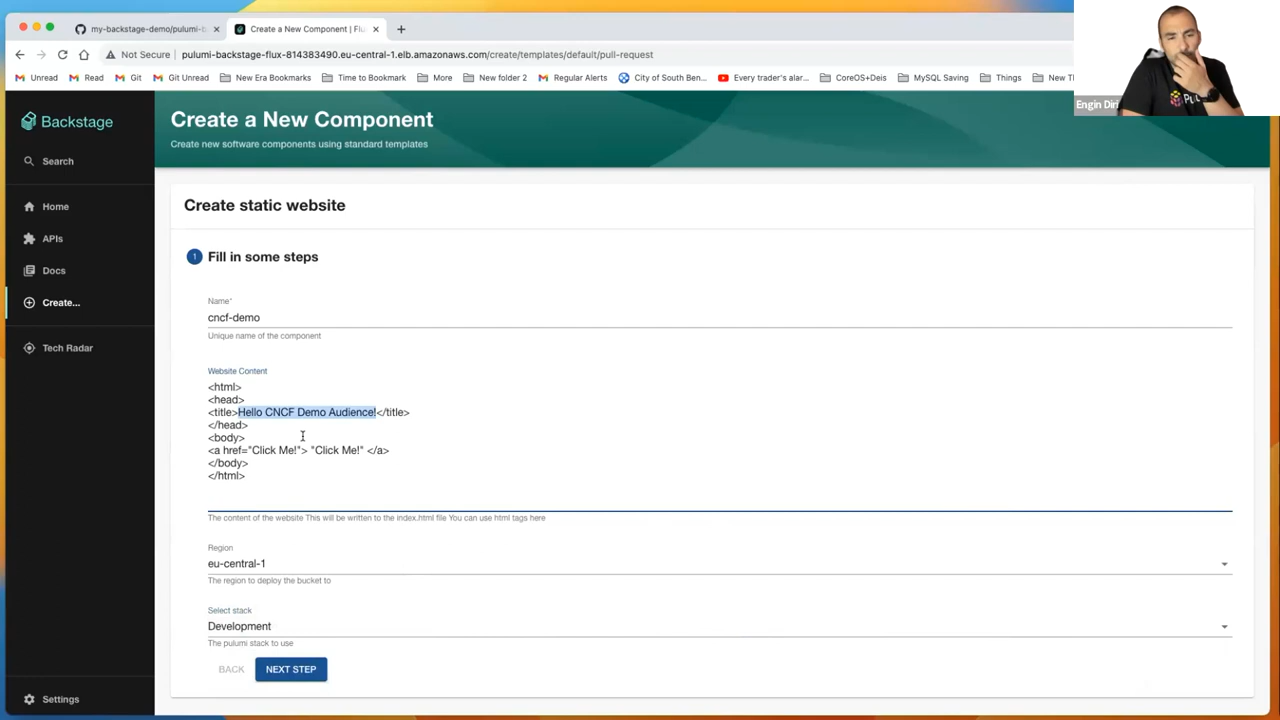 my-backstage-demo/pulumi-b
Create a New Component | Flu
Not Secure
pulumi-backstage-flux-814383490.eu-central-1.elb.amazonaws.com/create/templates/default/pull-request
Unread
Read
Git
Git Unread
New Era Bookmarks
Time to Bookmark
More
New folder 2
Regular Alerts
City of South Ben...
Every trader's alar...
CoreOS+Deis
MySQL Saving
Things
New T
Engin Diri
Backstage
Search
Home
APIs
Docs
Create...
Tech Radar
Settings
Create a New Component
Create new software components using standard templates
Create static website
1 Fill in some steps
Name*
cncf-demo
Unique name of the component
Website Content
<html>
<head>
<title>Hello CNCF Demo Audience!</title>
</head>
<body>
<a href="Click Me!"> "Click Me!" </a>
</body>
</html>
The content of the website This will be written to the index.html file You can use html tags here
Region
eu-central-1
The region to deploy the bucket to
Select stack
Development
The pulumi stack to use
BACK
NEXT STEP